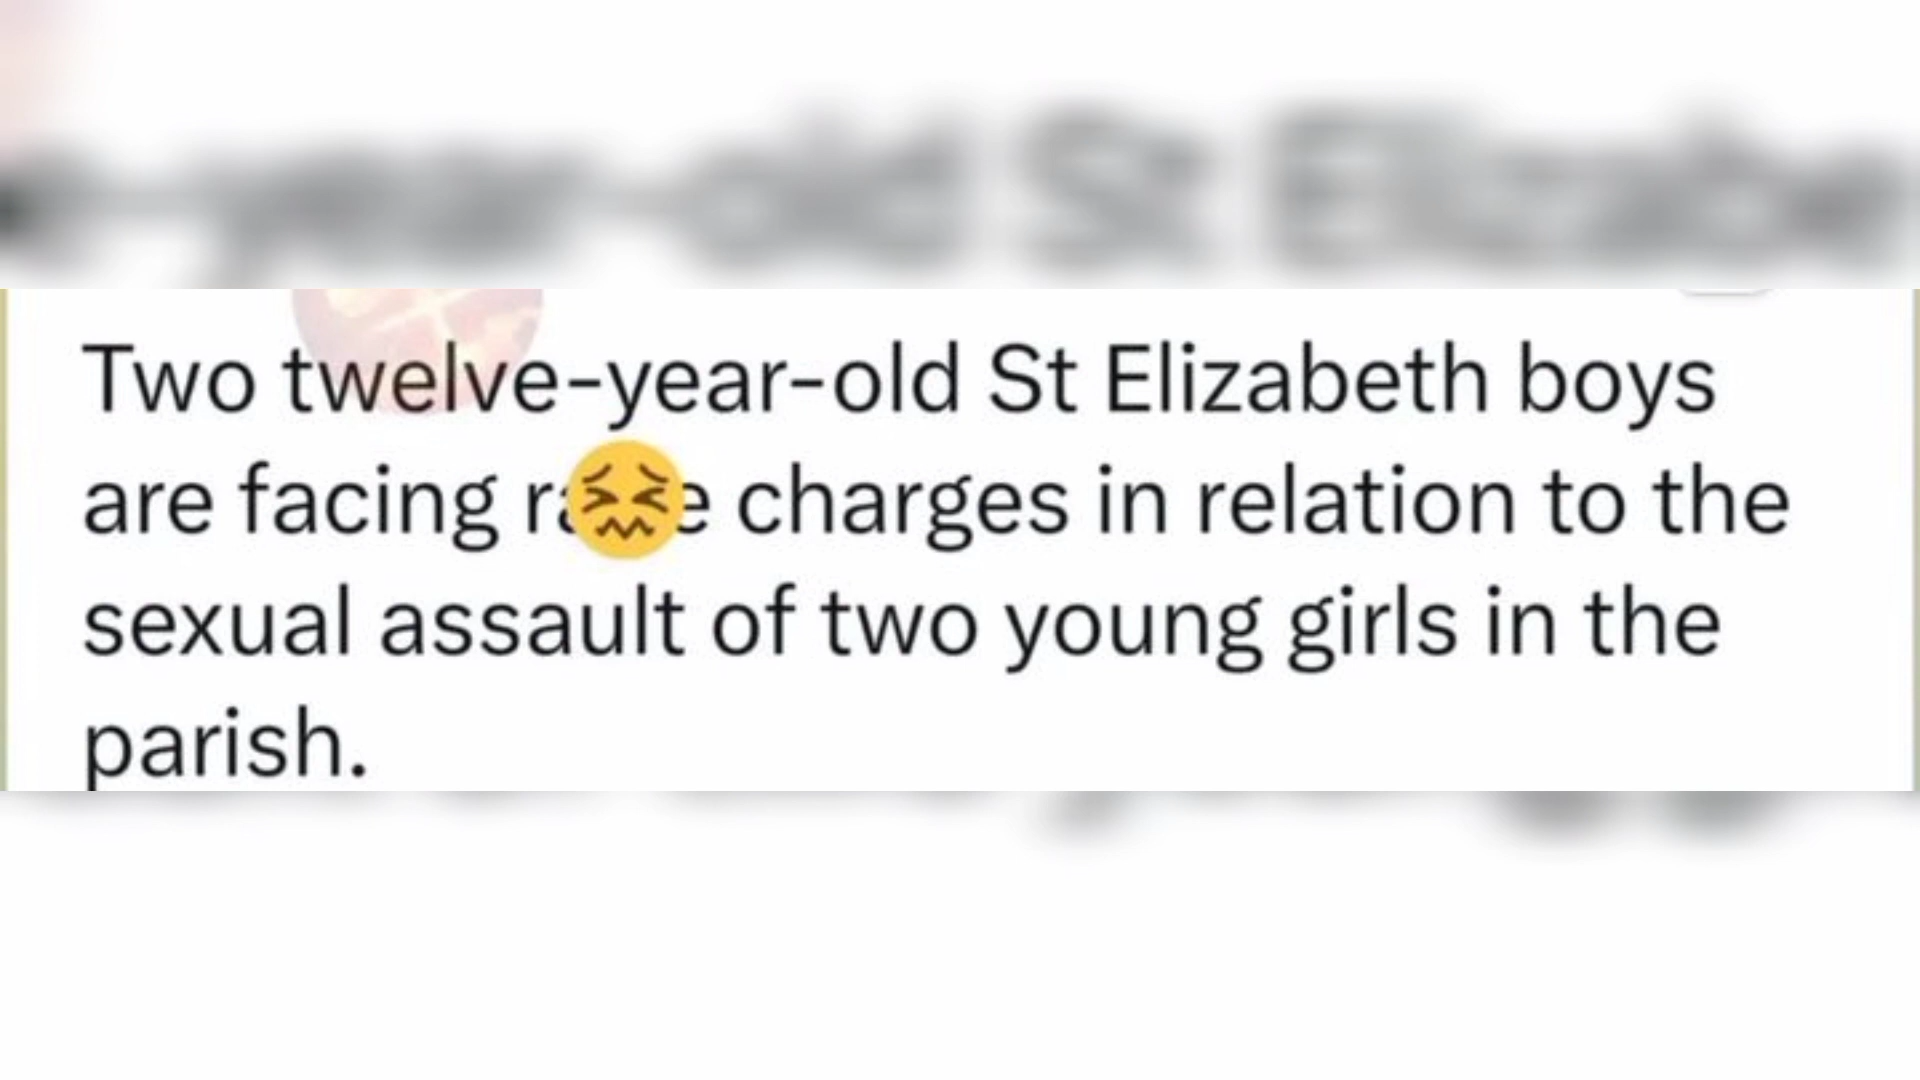 Two twelve-year-old St Elizabeth boys
are facing ra😖e charges in relation to the
sexual assault of two young girls in the
parish.